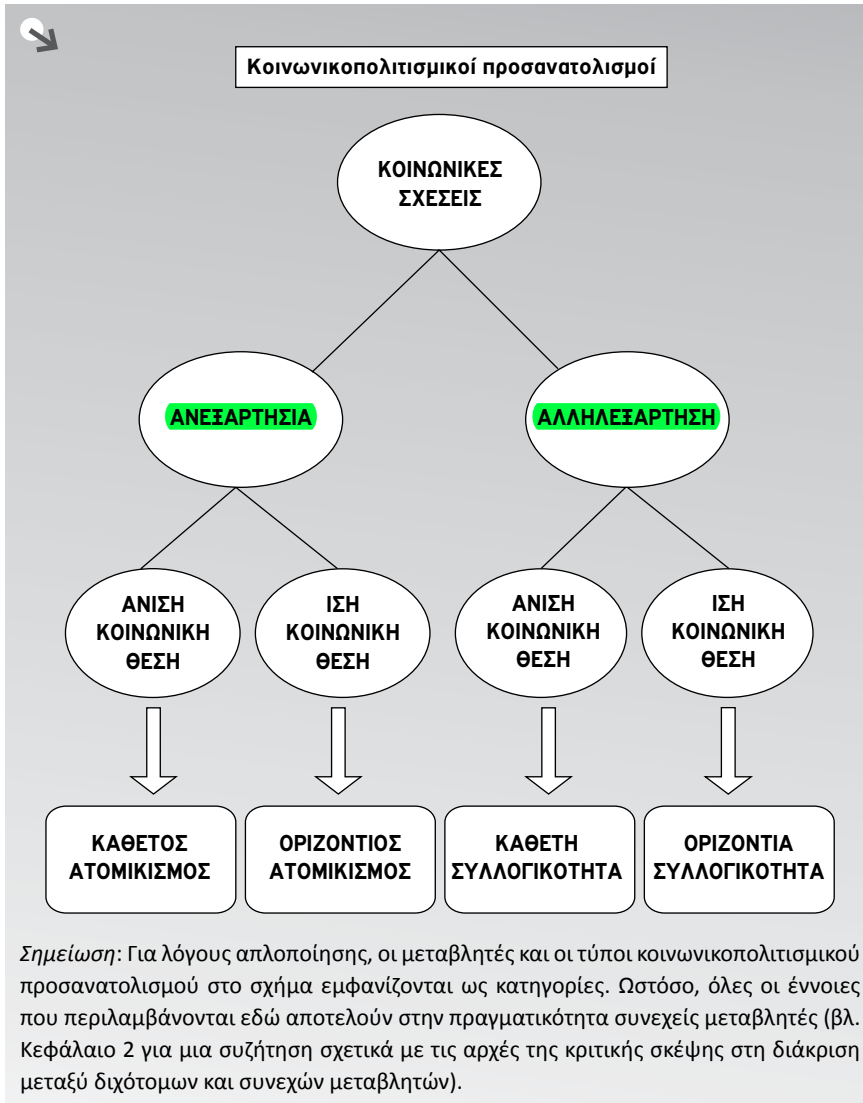 Κοινωνικοπολιτισμικοί προσανατολισμοί
ΚΟΙΝΩΝΙΚΕΣ
ΣΧΕΣΕΙΣ
ΑΝΕΞΑΡΤΗΣΙΑ
ΑΛΛΗΛΕΞΑΡΤΗΣΗ
ΑΝΙΣΗ
ΚΟΙΝΩΝΙΚΗ
ΘΕΣΗ
ΙΣΗ
ΚΟΙΝΩΝΙΚΗ
ΘΕΣΗ
ΑΝΙΣΗ
ΚΟΙΝΩΝΙΚΗ
ΘΕΣΗ
ΙΣΗ
ΚΟΙΝΩΝΙΚΗ
ΘΕΣΗ
ΚΑΘΕΤΟΣ
ΑΤΟΜΙΚΙΣΜΟΣ
ΟΡΙΖΟΝΤΙΟΣ
ΑΤΟΜΙΚΙΣΜΟΣ
ΚΑΘΕΤΗ
ΣΥΛΛΟΓΙΚΟΤΗΤΑ
ΟΡΙΖΟΝΤΙΑ
ΣΥΛΛΟΓΙΚΟΤΗΤΑ
Σημείωση: Για λόγους απλοποίησης, οι μεταβλητές και οι τύποι κοινωνικοπολιτισμικού
προσανατολισμού στο σχήμα εμφανίζονται ως κατηγορίες. Ωστόσο, όλες οι έννοιες
που περιλαμβάνονται εδώ αποτελούν στην πραγματικότητα συνεχείς μεταβλητές (βλ.
Κεφάλαιο 2 για μια συζήτηση σχετικά με τις αρχές της κριτικής σκέψης στη διάκριση
μεταξύ διχότομων και συνεχών μεταβλητών).